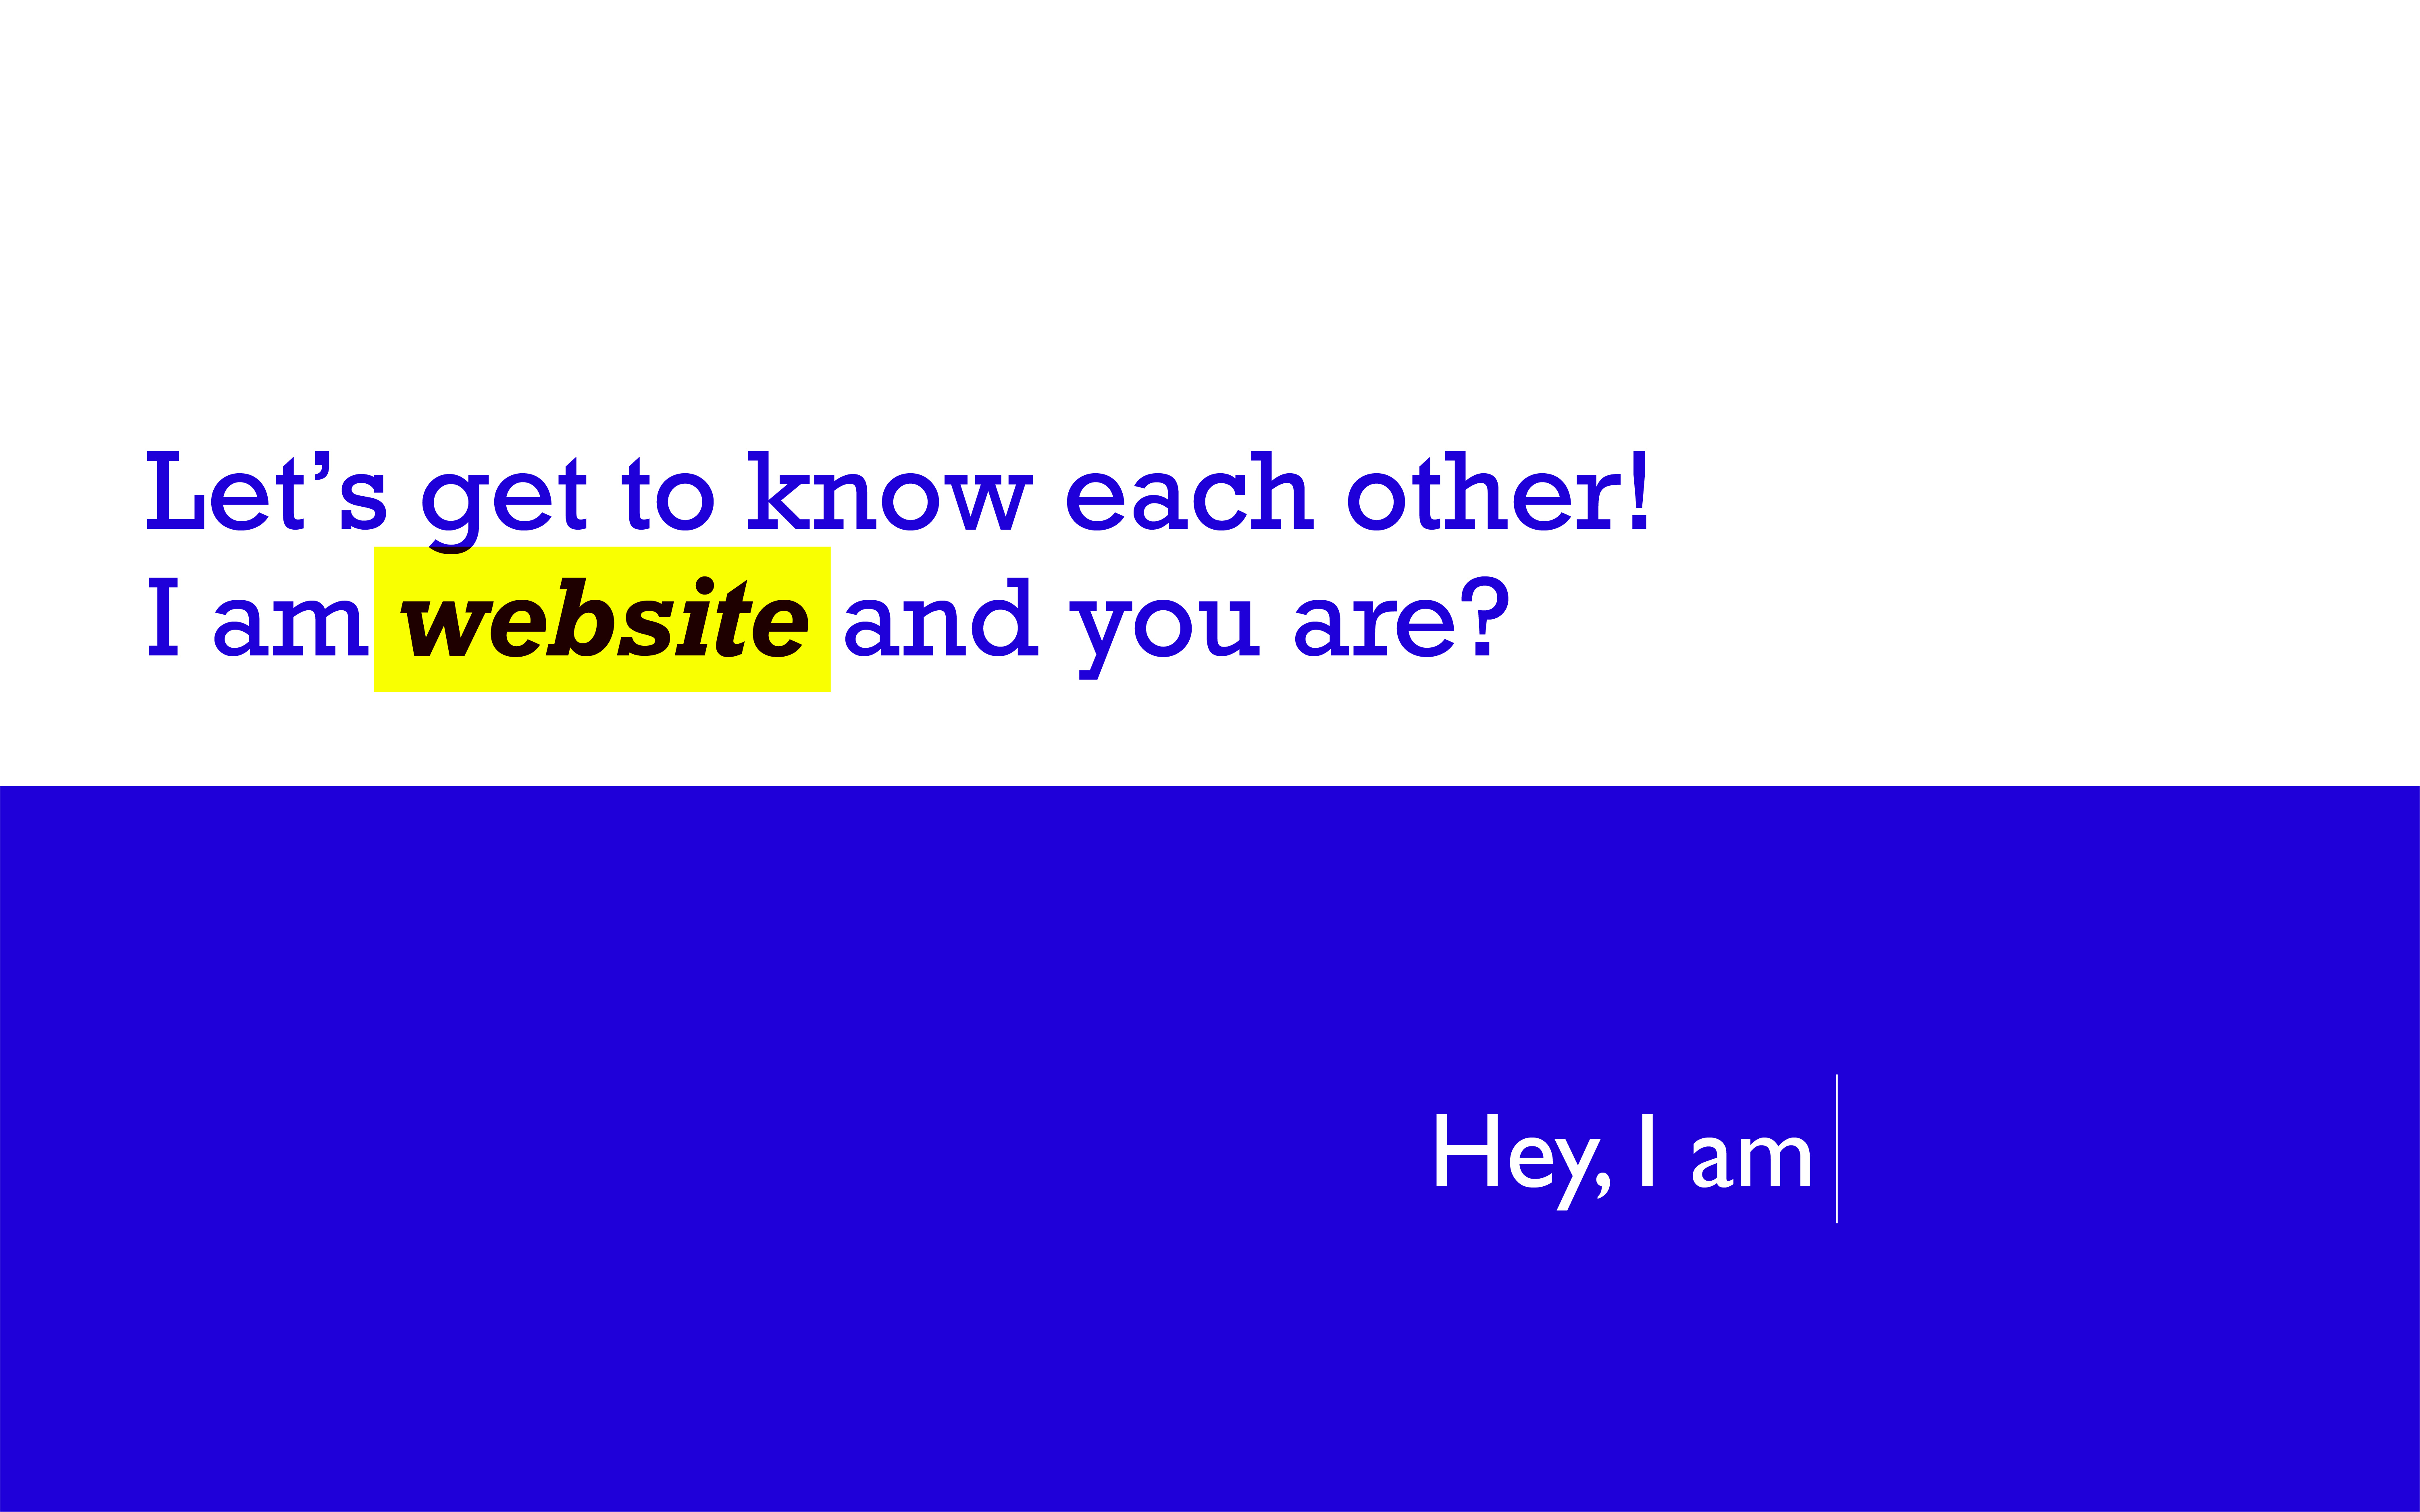 Let’s get to know each other!
I am website and you are?
Hey, I am